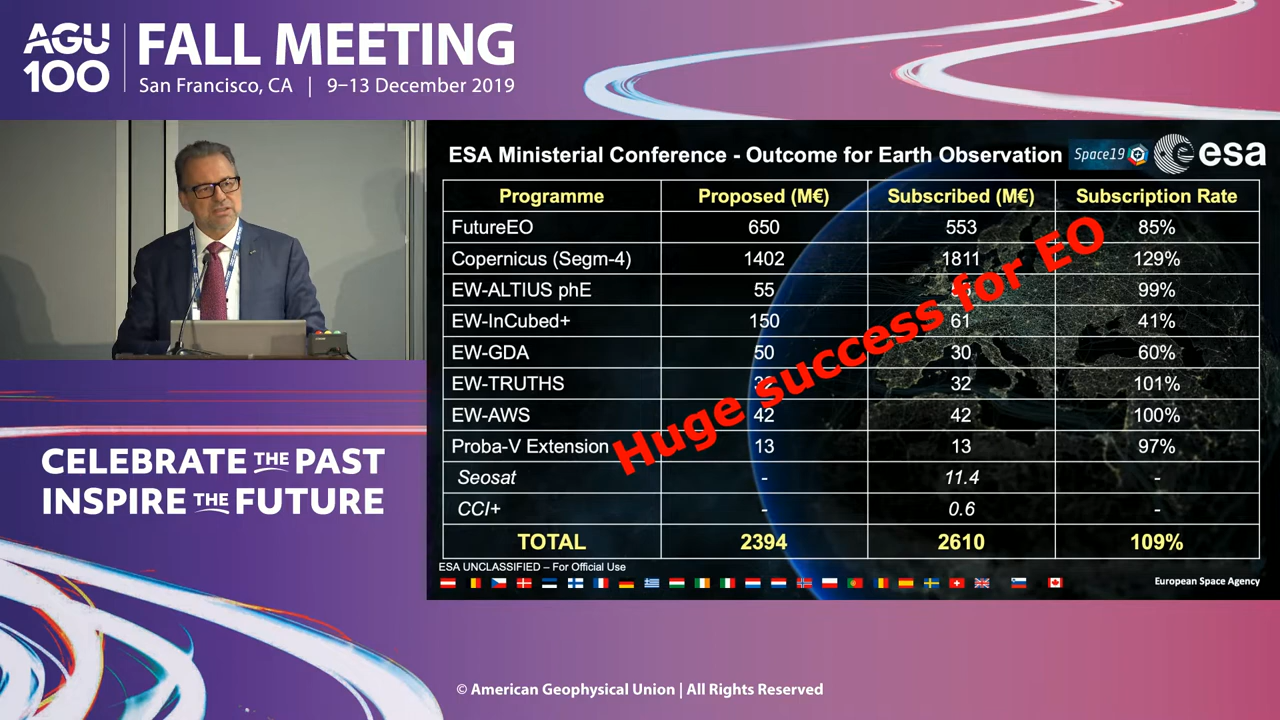 AGU 100 FALL MEETING
San Francisco, CA | 9–13 December 2019
ESA Ministerial Conference - Outcome for Earth Observation Space19 esa
Programme Proposed (M€) Subscribed (M€) Subscription Rate
FutureEO 650 553 85%
Copernicus (Segm-4) 1402 1811 129%
EW-ALTIUS phE 55 99%
EW-InCubed+ 150 61 41%
EW-GDA 50 30 60%
EW-TRUTHS 32 101%
EW-AWS 42 42 100%
Proba-V Extension 13 13 97%
Seosat - 11.4 -
CCI+ - 0.6 -
TOTAL 2394 2610 109%
Huge success for EO
ESA UNCLASSIFIED – For Official Use
European Space Agency
CELEBRATE THE PAST
INSPIRE THE FUTURE
© American Geophysical Union | All Rights Reserved